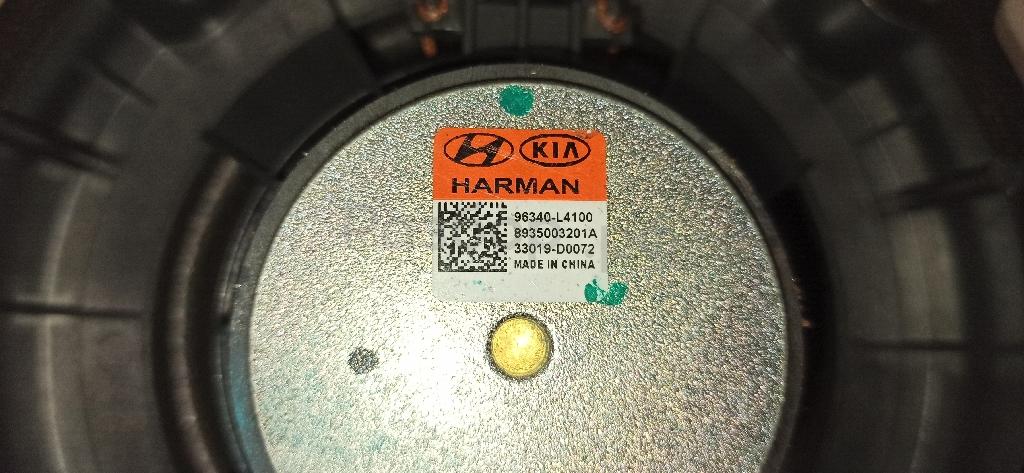 KIA
HARMAN
96340-L4100
8935003201A
33019-D0072
MADE IN CHINA